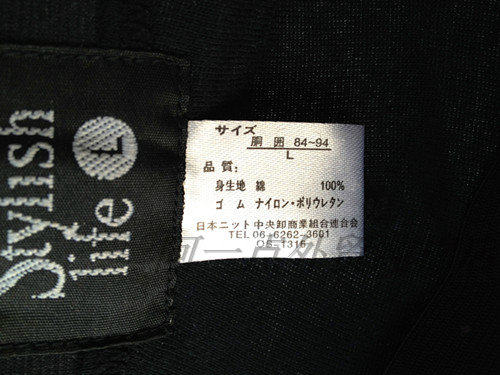 Stylish
life
L
サイズ
胴囲 84~94
L
品質:
身生地 綿 100%
ゴム ナイロン・ポリウレタン
日本ニット中央卸商業組合連合会
TEL 06-6262-3601
OS 1316